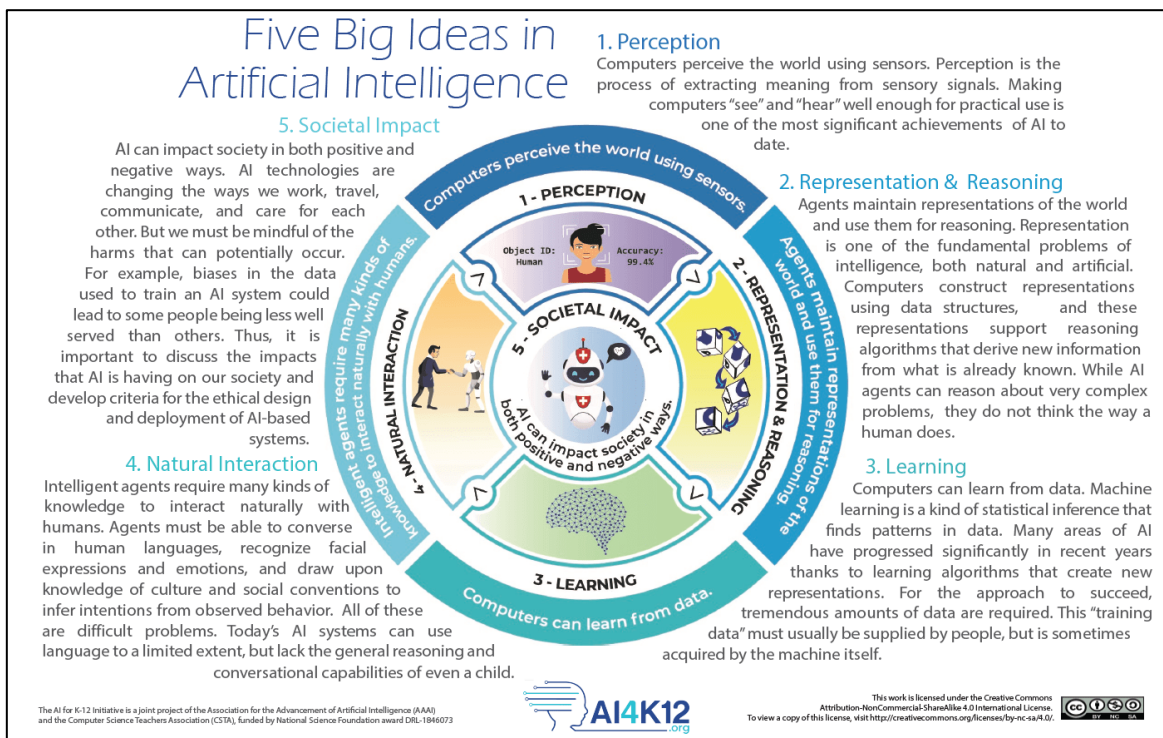 Five Big Ideas in
Artificial Intelligence
1. Perception
Computers perceive the world using sensors. Perception is the
process of extracting meaning from sensory signals. Making
computers “see” and “hear” well enough for practical use is
one of the most significant achievements of AI to
date.
2. Representation & Reasoning
Agents maintain representations of the world
and use them for reasoning. Representation
is one of the fundamental problems of
intelligence, both natural and artificial.
Computers construct representations
using data structures, and these
representations support reasoning
algorithms that derive new information
from what is already known. While AI
agents can reason about very complex
problems, they do not think the way a
human does.
3. Learning
Computers can learn from data. Machine
learning is a kind of statistical inference that
finds patterns in data. Many areas of AI
have progressed significantly in recent years
thanks to learning algorithms that create new
representations. For the approach to succeed,
tremendous amounts of data are required. This “training
data” must usually be supplied by people, but is sometimes
acquired by the machine itself.
4. Natural Interaction
Intelligent agents require many kinds of
knowledge to interact naturally with
humans. Agents must be able to converse
in human languages, recognize facial
expressions and emotions, and draw upon
knowledge of culture and social conventions to
infer intentions from observed behavior. All of these
are difficult problems. Today’s AI systems can use
language to a limited extent, but lack the general reasoning and
conversational capabilities of even a child.
5. Societal Impact
AI can impact society in both positive and
negative ways. AI technologies are
changing the ways we work, travel,
communicate, and care for each
other. But we must be mindful of the
harms that can potentially occur.
For example, biases in the data
used to train an AI system could
lead to some people being less well
served than others. Thus, it is
important to discuss the impacts
that AI is having on our society and
develop criteria for the ethical design
and deployment of AI-based
systems.
Computers perceive the world using sensors.
1 - PERCEPTION
Object ID:
Human
Accuracy:
99.4%
Agents maintain representations of the
world and use them for reasoning.
2 - REPRESENTATION & REASONING
3 - LEARNING
Computers can learn from data.
Intelligent agents require many kinds of
knowledge to interact naturally with humans.
4 - NATURAL INTERACTION
5 - SOCIETAL IMPACT
AI can impact society in
both positive and negative ways.
The AI for K-12 Initiative is a joint project of the Association for the Advancement of Artificial Intelligence (AAAI)
and the Computer Science Teachers Association (CSTA), funded by National Science Foundation award DRL-1846073
AI4K12
.org
This work is licensed under the Creative Commons
Attribution-NonCommercial-ShareAlike 4.0 International License.
To view a copy of this license, visit http://creativecommons.org/licenses/by-nc-sa/4.0/.
CC
BY NC SA